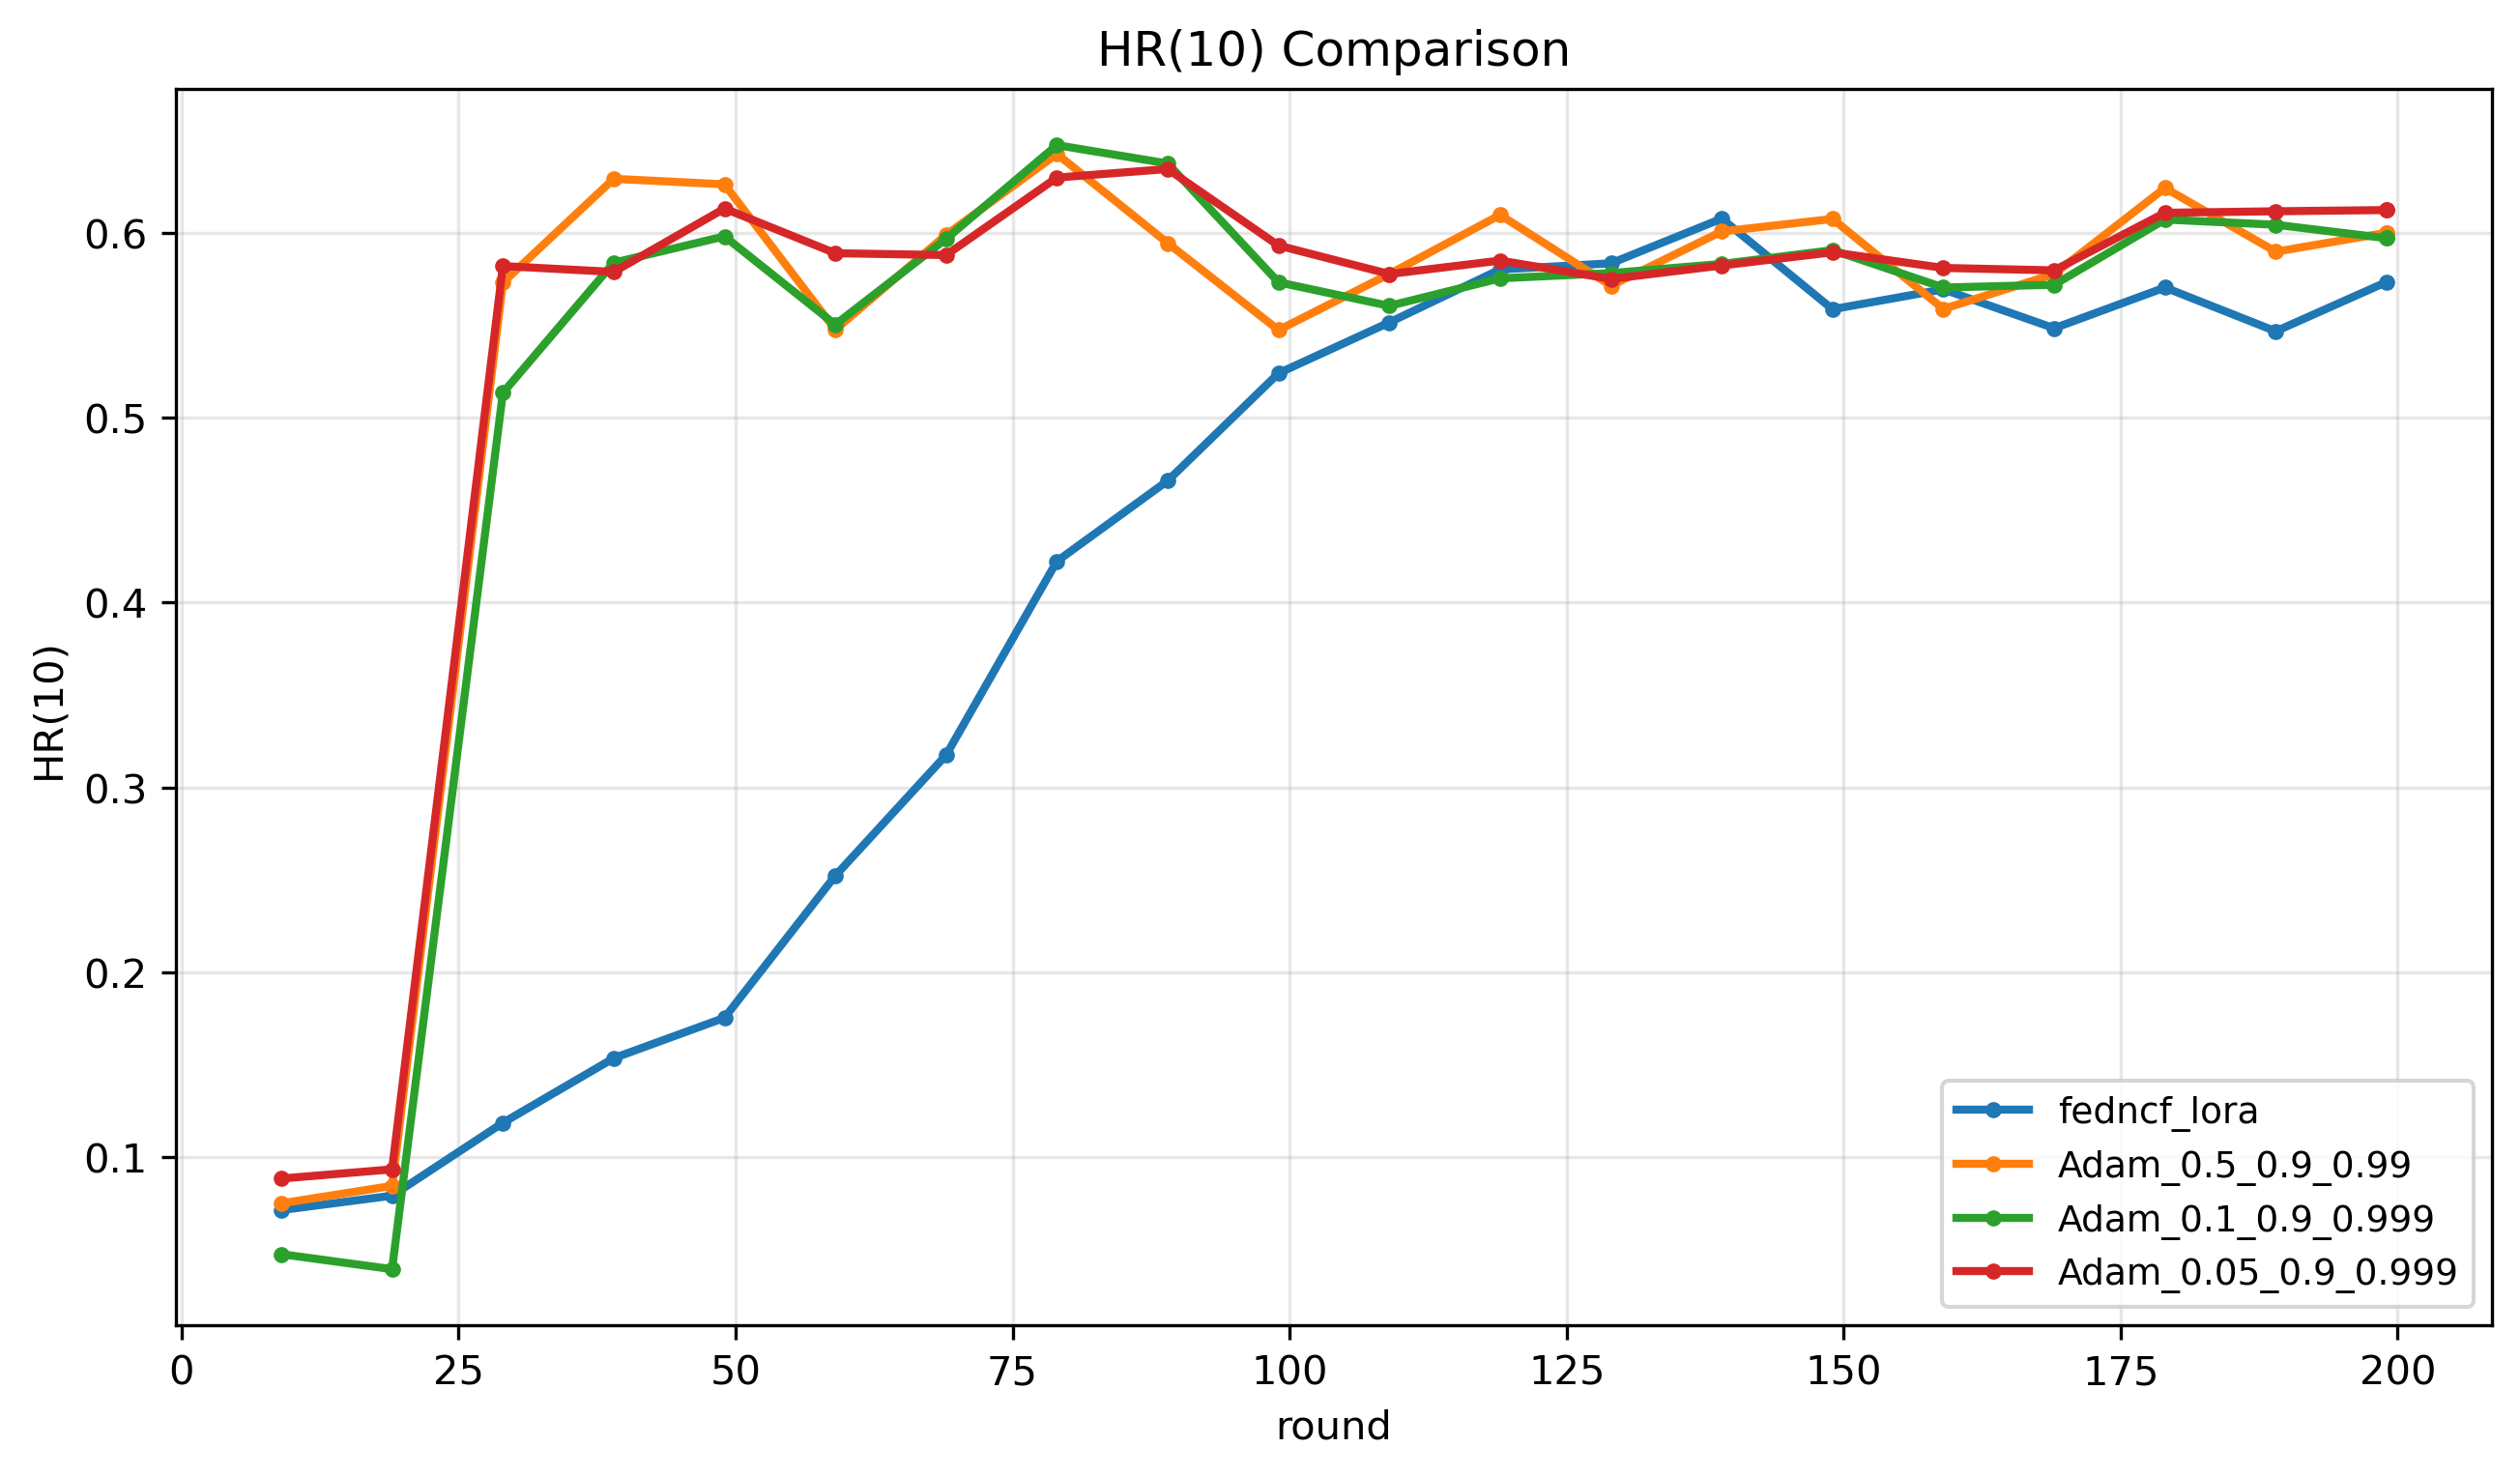 HR(10) Comparison
HR(10)
0.6
0.5
0.4
0.3
0.2
0.1
0 25 50 75 100 125 150 175 200
round
fedncf_lora
Adam_0.5_0.9_0.99
Adam_0.1_0.9_0.999
Adam_0.05_0.9_0.999